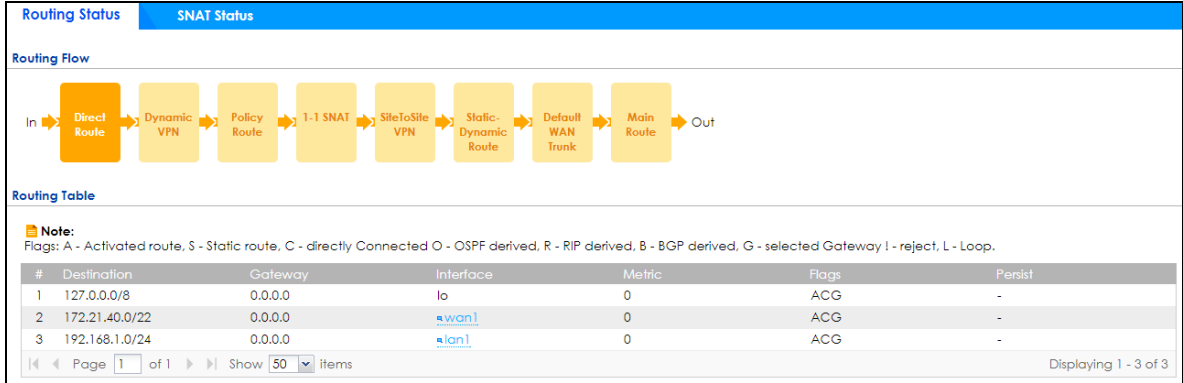 Routing Status SNAT Status
Routing Flow
In Direct Route Dynamic VPN Policy Route 1-1 SNAT SiteToSite VPN Static-Dynamic Route Default WAN Trunk Main Route Out
Routing Table
Note:
Flags: A - Activated route, S - Static route, C - directly Connected O - OSPF derived, R - RIP derived, B - BGP derived, G - selected Gateway ! - reject, L - Loop.
# Destination Gateway Interface Metric Flags Persist
1 127.0.0.0/8 0.0.0.0 lo 0 ACG -
2 172.21.40.0/22 0.0.0.0 wan1 0 ACG -
3 192.168.1.0/24 0.0.0.0 lan1 0 ACG -
Page 1 of 1 Show 50 items Displaying 1 - 3 of 3